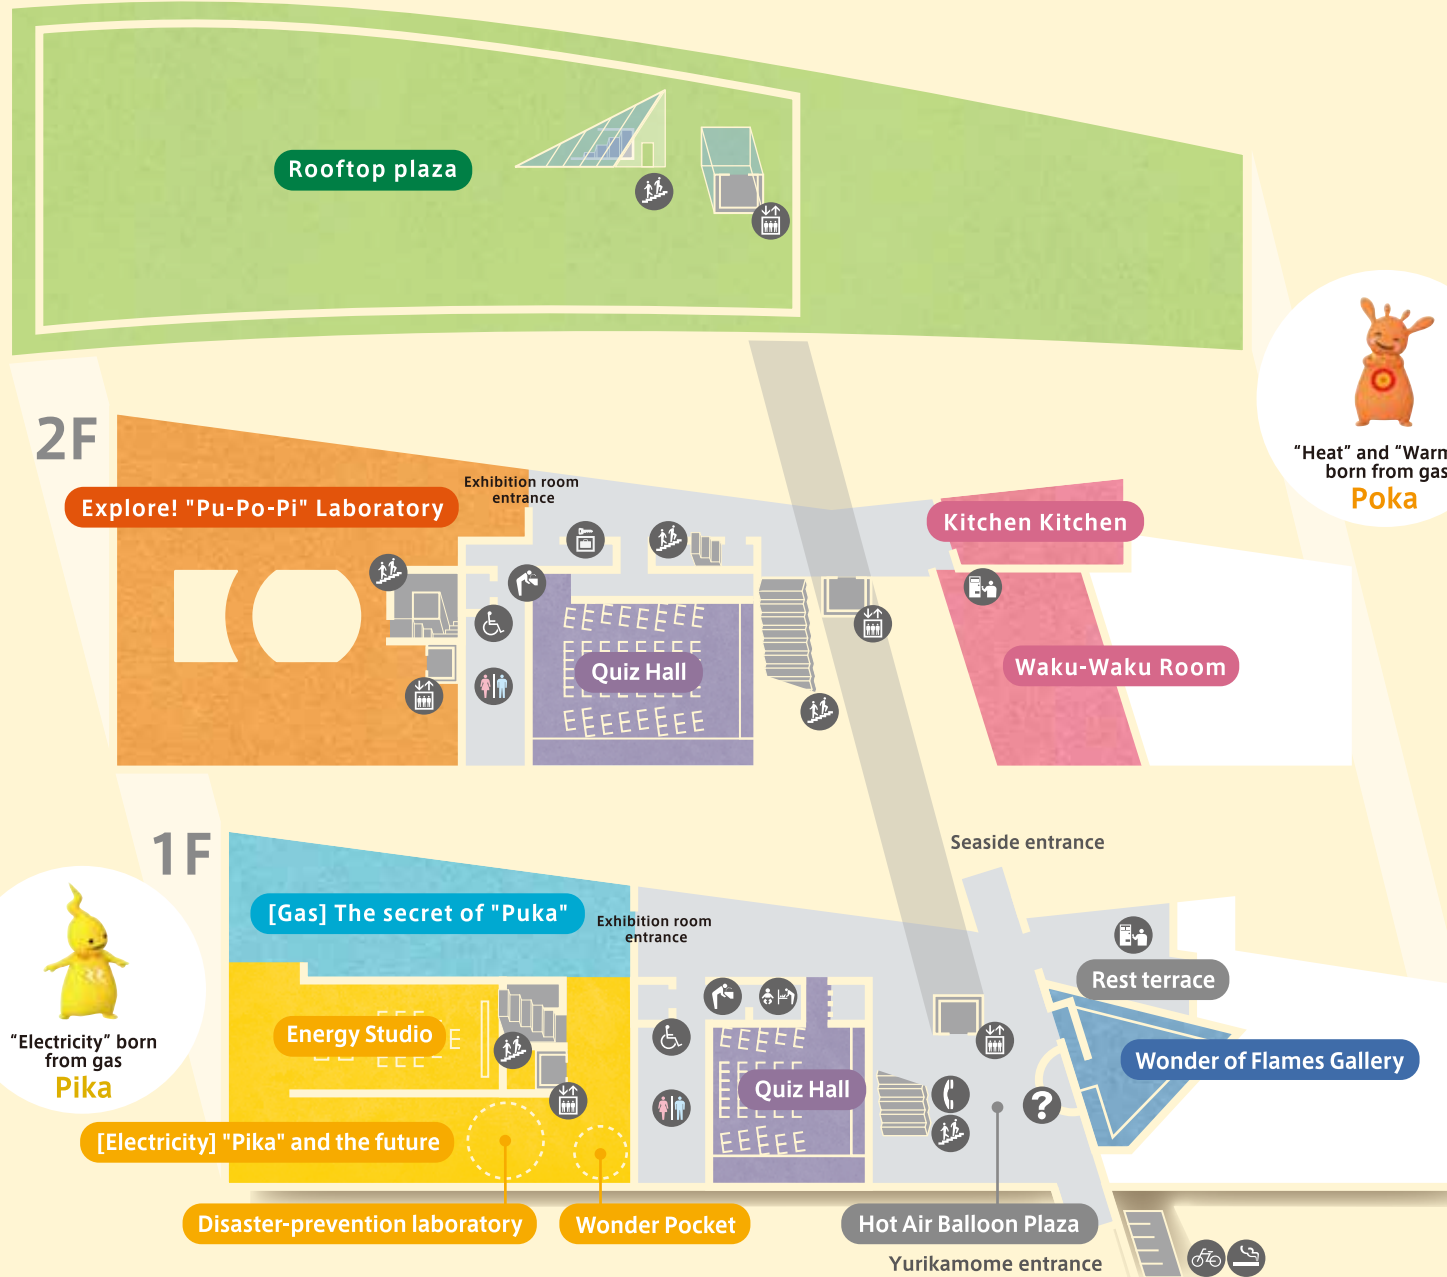 Rooftop plaza
2F
Exhibition room
entrance
Explore! "Pu-Po-Pi" Laboratory
Kitchen Kitchen
Quiz Hall
Waku-Waku Room
“Heat” and “Warm
born from gas
Poka
1F
Seaside entrance
[Gas] The secret of "Puka"
Exhibition room
entrance
Rest terrace
Energy Studio
Wonder of Flames Gallery
Quiz Hall
?
“Electricity” born
from gas
Pika
[Electricity] "Pika" and the future
Disaster-prevention laboratory
Wonder Pocket
Hot Air Balloon Plaza
Yurikamome entrance